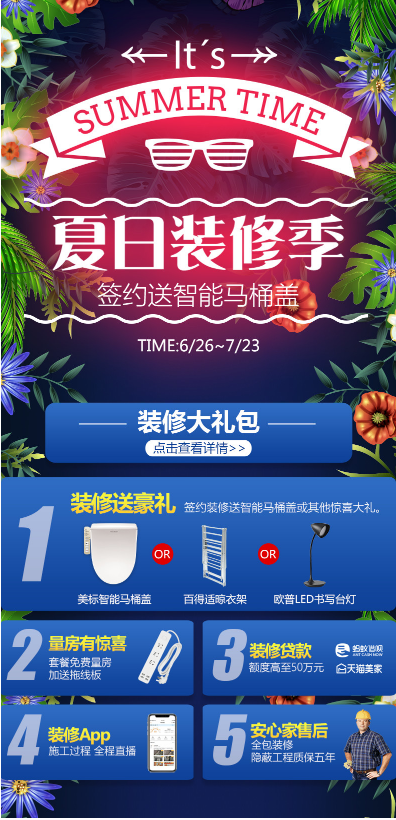 It´s
SUMMER TIME
夏日装修季
签约送智能马桶盖
TIME:6/26~7/23
装修大礼包
点击查看详情>>
1
装修送豪礼 签约装修送智能马桶盖或其他惊喜大礼。
OR OR
美标智能马桶盖 百得适晾衣架 欧普LED书写台灯
2
量房有惊喜
套餐免费量房
加送拖线板
3
装修贷款
额度高至50万元
蚂蚁借呗
ANT CASH NOW
天猫美家
4
装修App
施工过程 全程直播
5
安心家售后
全包装修
隐蔽工程质保五年